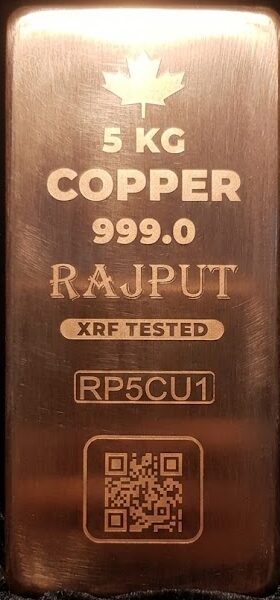 5 KG
COPPER
999.0
RAJPUT
XRF TESTED
RP5CU1